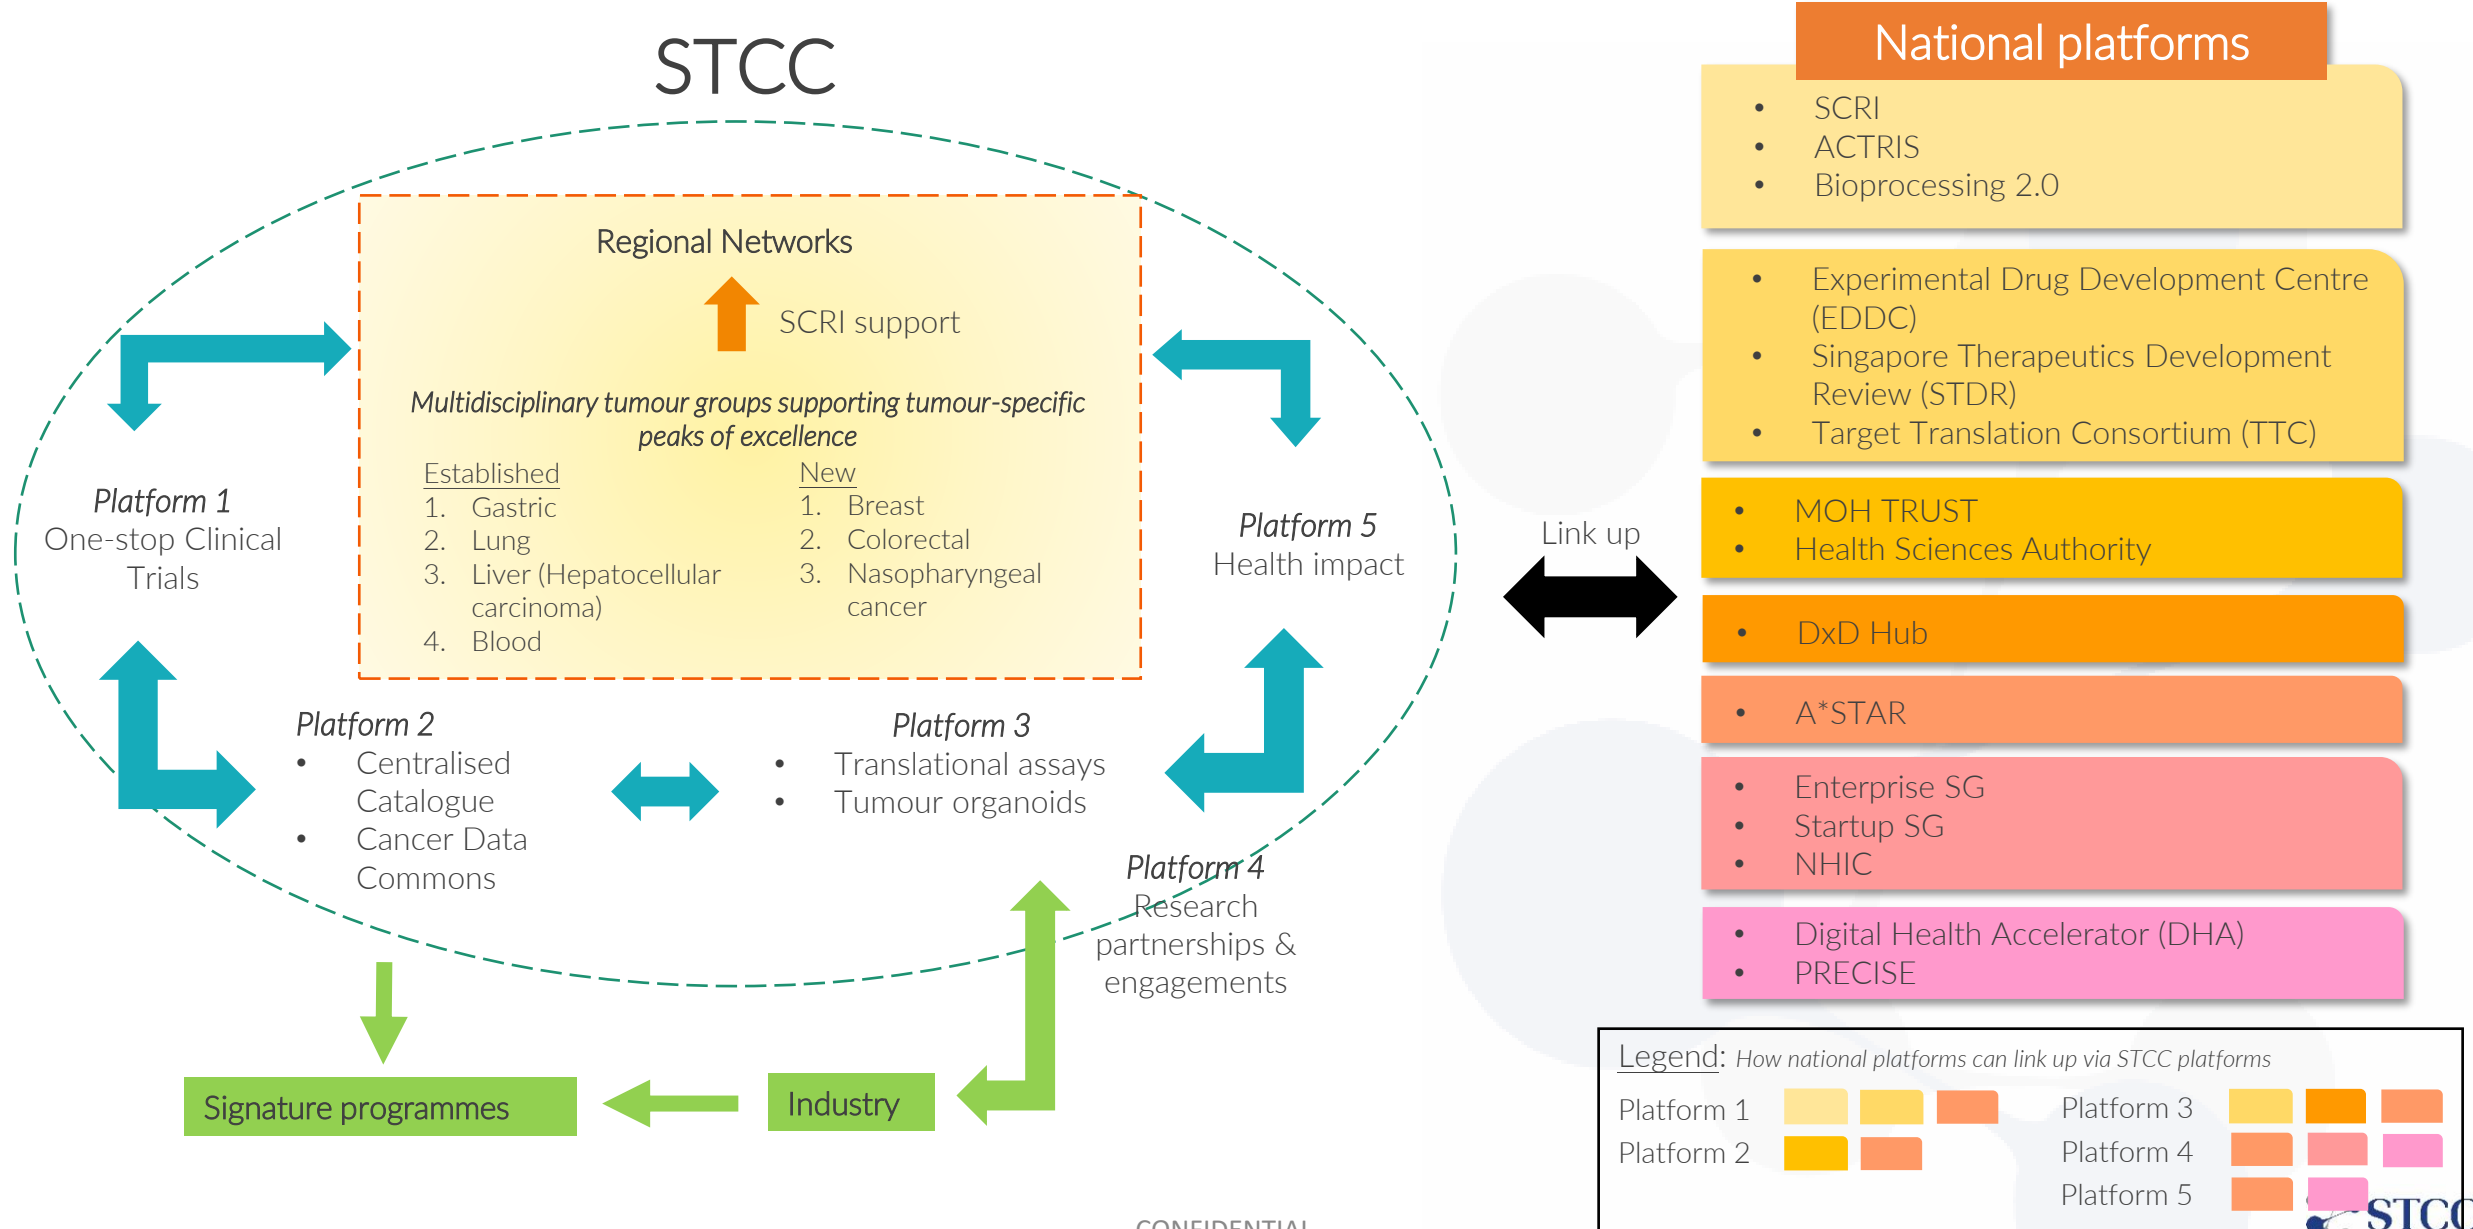 STCC
Regional Networks
SCRI support
Multidisciplinary tumour groups supporting tumour-specific
peaks of excellence
Established
1. Gastric
2. Lung
3. Liver (Hepatocellular
carcinoma)
4. Blood
New
1. Breast
2. Colorectal
3. Nasopharyngeal
cancer
Platform 1
One-stop Clinical
Trials
Platform 2
• Centralised
Catalogue
• Cancer Data
Commons
Platform 3
• Translational assays
• Tumour organoids
Platform 4
Research
partnerships &
engagements
Platform 5
Health impact
Signature programmes
Industry
Link up
National platforms
• SCRI
• ACTRIS
• Bioprocessing 2.0
• Experimental Drug Development Centre
(EDDC)
• Singapore Therapeutics Development
Review (STDR)
• Target Translation Consortium (TTC)
• MOH TRUST
• Health Sciences Authority
• DxD Hub
• A*STAR
• Enterprise SG
• Startup SG
• NHIC
• Digital Health Accelerator (DHA)
• PRECISE
Legend: How national platforms can link up via STCC platforms
Platform 1
Platform 2
Platform 3
Platform 4
Platform 5
CONFIDENTIAL
STCC